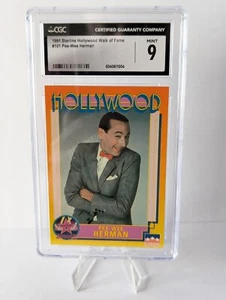 CGC CERTIFIED GUARANTY COMPANY
1991 Starline Hollywood Walk of Fame
#101 Pee-Wee Herman
MINT
9
HOLLYWOOD
PEE-WEE
HERMAN